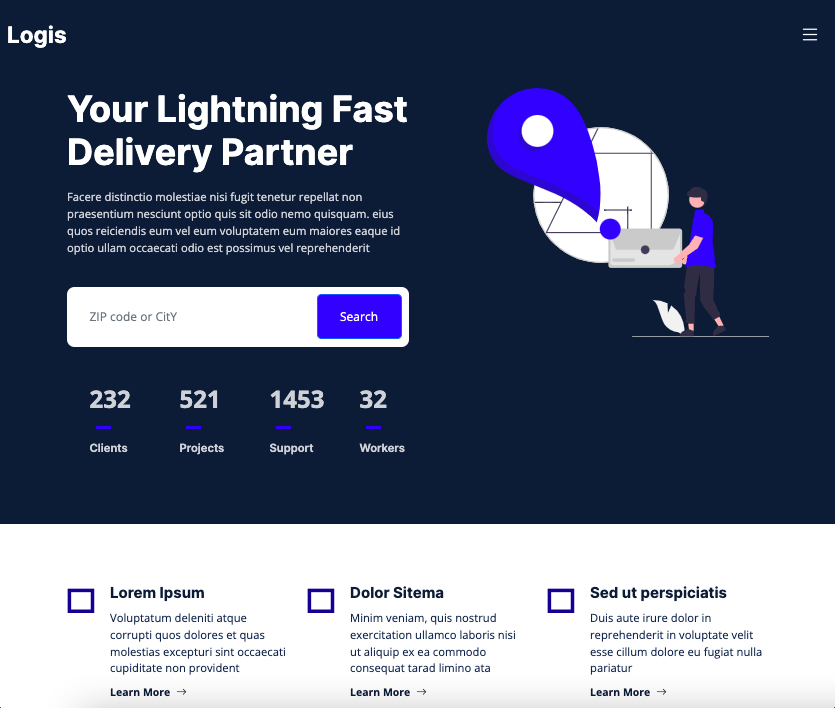 Logis
Your Lightning Fast
Delivery Partner
Facere distinctio molestiae nisi fugit tenetur repellat non
praesentium nesciunt optio quis sit odio nemo quisquam. eius
quos reiciendis eum vel eum voluptatem eum maiores eaque id
optio ullam occaecati odio est possimus vel reprehenderit
ZIP code or CitY
Search
232
521
1453
32
Clients
Projects
Support
Workers
Lorem Ipsum
Voluptatum deleniti atque
corrupti quos dolores et quas
molestias excepturi sint occaecati
cupiditate non provident
Learn More
Dolor Sitema
Minim veniam, quis nostrud
exercitation ullamco laboris nisi
ut aliquip ex ea commodo
consequat tarad limino ata
Learn More
Sed ut perspiciatis
Duis aute irure dolor in
reprehenderit in voluptate velit
esse cillum dolore eu fugiat nulla
pariatur
Learn More